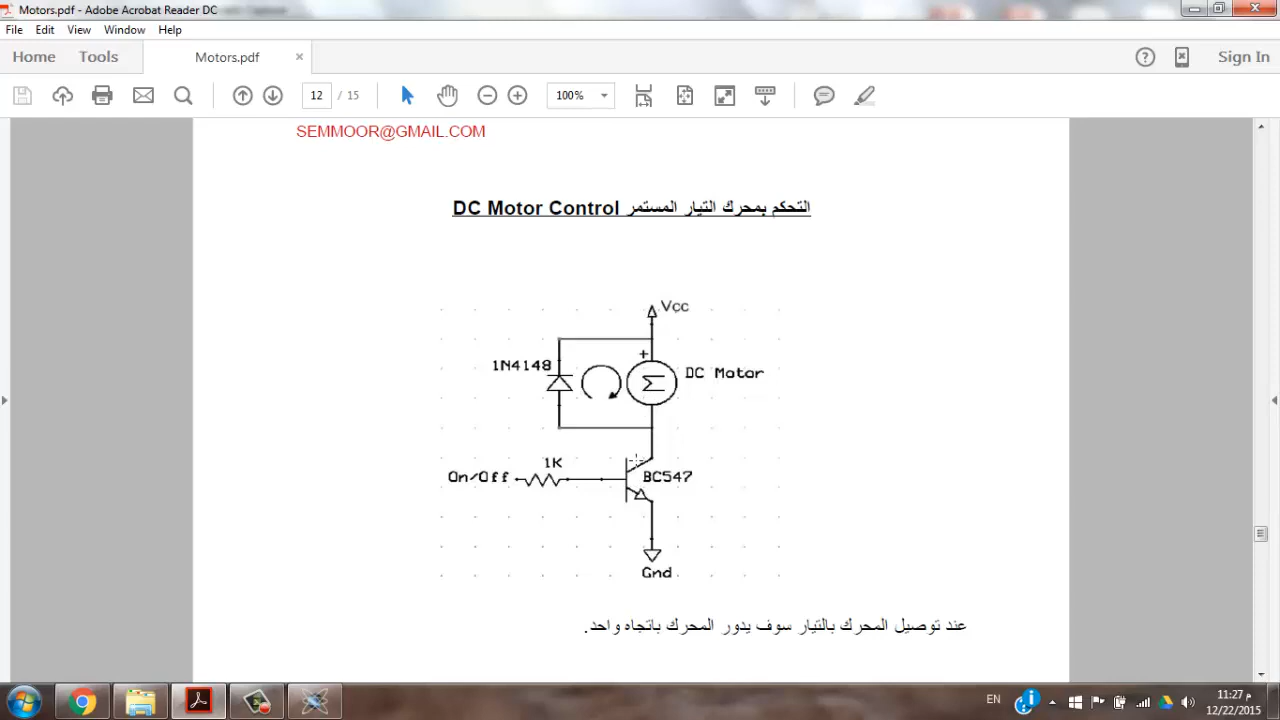 Motors.pdf - Adobe Acrobat Reader DC
File Edit View Window Help
Home Tools Motors.pdf × Sign In
12 / 15 100%
SEMMOOR@GMAIL.COM
DC Motor Control التحكم بمحرك التيار المستمر
Vcc
1N4148
+
DC Motor
1K
On/Off
BC547
Gnd
عند توصيل المحرك بالتيار سوف يدور المحرك باتجاه واحد.
EN
11:27 م
12/22/2015